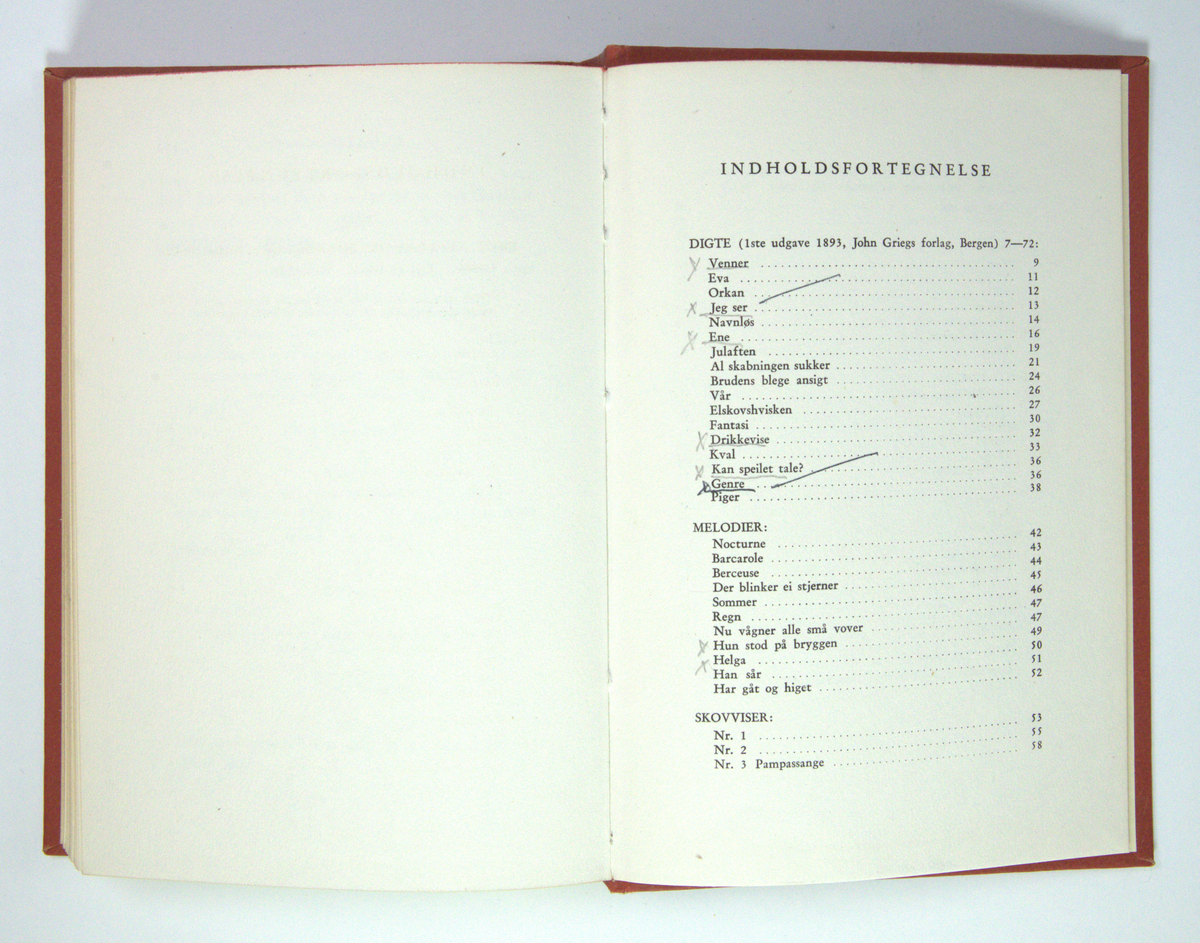 INDHOLDSFORTEGNELSE
DIGTE (1ste udgave 1893, John Griegs forlag, Bergen) 7—72:
Venner 9
Eva 11
Orkan 12
Jeg ser 13
Navnløs 14
Ene 16
Julaften 19
Al skabningen sukker 21
Brudens blege ansigt 24
Vår 26
Elskovshvisken 27
Fantasi 30
Drikkevise 32
Kval 33
Kan speilet tale? 36
Genre 36
Piger 38
MELODIER:
Nocturne 42
Barcarole 43
Berceuse 44
Der blinker ei stjerner 45
Sommer 46
Regn 47
Nu vågner alle små vover 47
Hun stod på bryggen 49
Helga 50
Han sår 51
Har gåt og higet 52
SKOVVISER:
Nr. 1 53
Nr. 2 55
Nr. 3 Pampassange 58